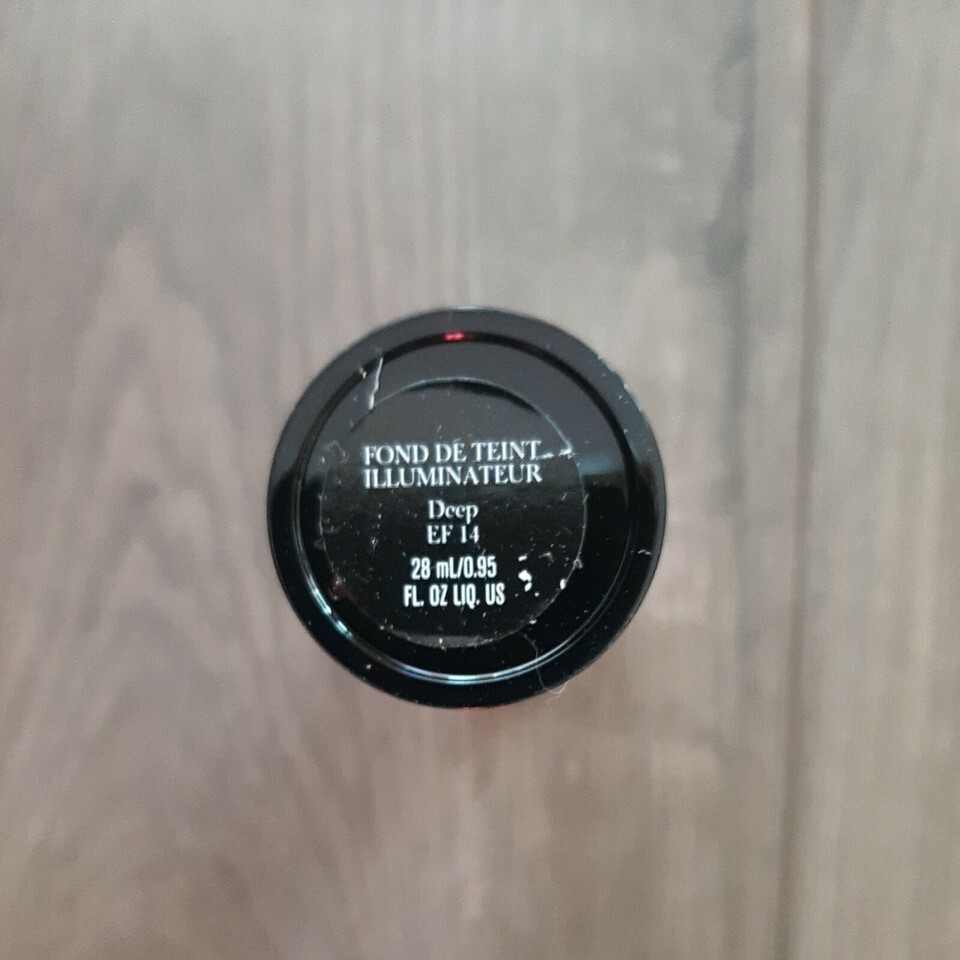 FOND DE TEINT
ILLUMINATEUR
Deep
EF 14
28 mL/0.95
FL. OZ LIQ. US